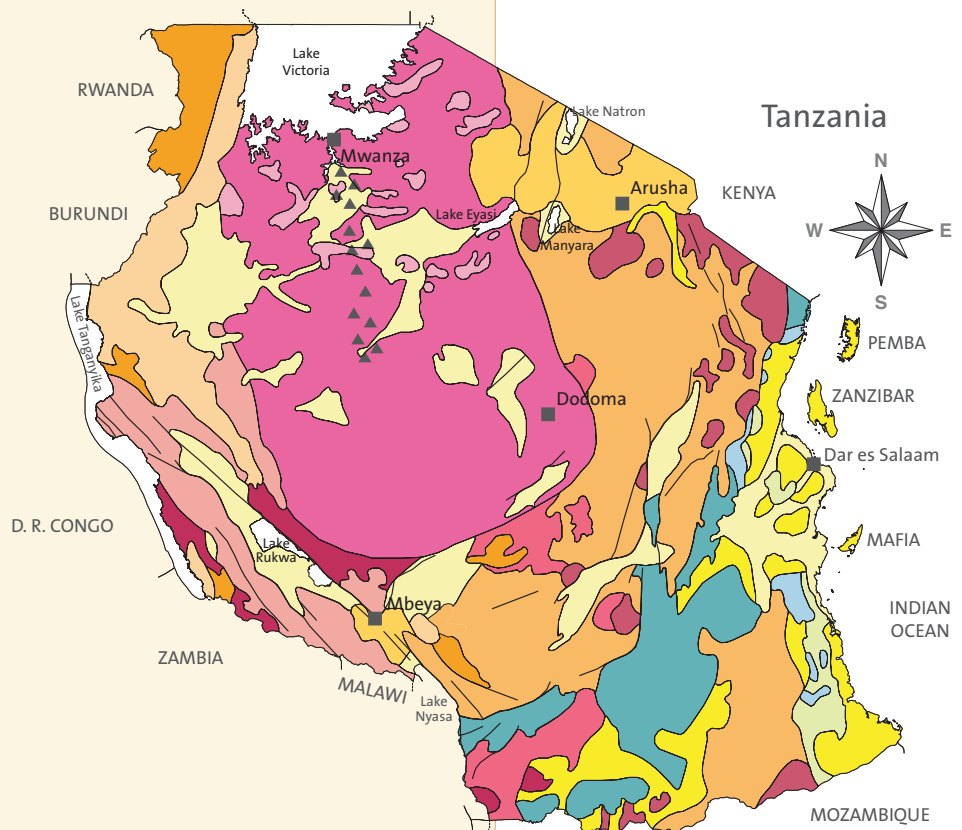 Lake
Victoria
RWANDA
Lake Natron
Tanzania
Mwanza
N
Arusha
KENYA
BURUNDI
Lake Eyasi
W
E
Lake
Manyara
S
Lake Tanganyika
PEMBA
Dodoma
ZANZIBAR
Dar es Salaam
D. R. CONGO
Lake
Rukwa
MAFIA
Mbeya
INDIAN
OCEAN
ZAMBIA
MALAWI
Lake
Nyasa
MOZAMBIQUE